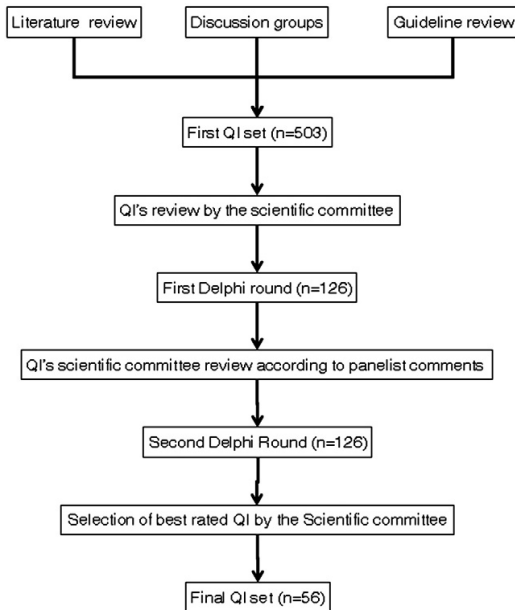 Literature review
Discussion groups
Guideline review
First QI set (n=503)
QI's review by the scientific committee
First Delphi round (n=126)
QI's scientific committee review according to panelist comments
Second Delphi Round (n=126)
Selection of best rated QI by the Scientific committee
Final QI set (n=56)